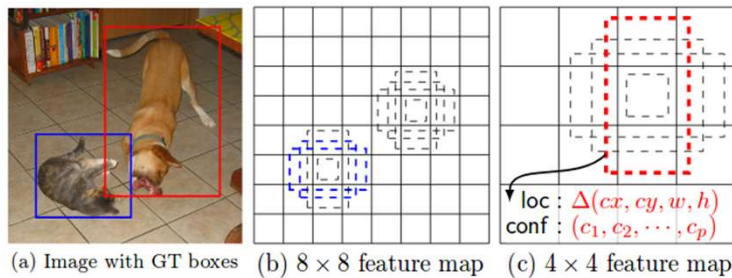 loc : Δ(cx, cy, w, h)
conf : (c₁, c₂, ⋯, cₚ)
(a) Image with GT boxes (b) 8 × 8 feature map (c) 4 × 4 feature map